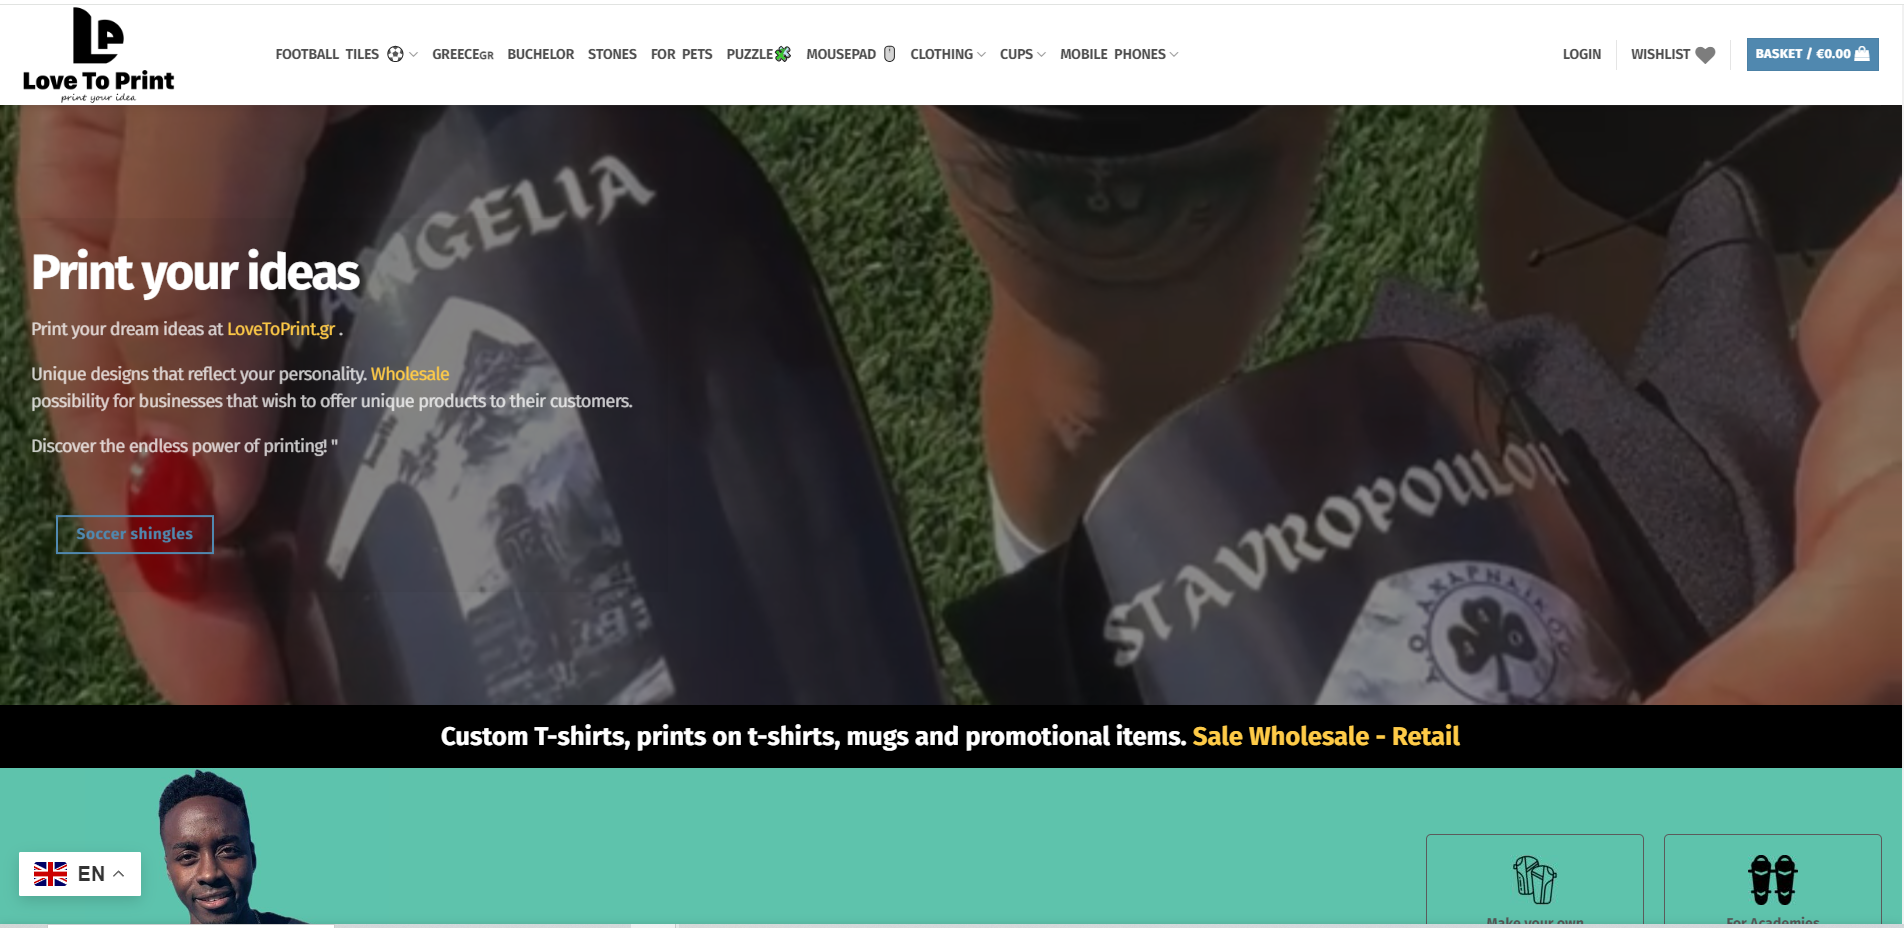 Love To Print
print your idea
FOOTBALL TILES
GREECEGR
BUCHELOR
STONES
FOR PETS
PUZZLE
MOUSEPAD
CLOTHING
CUPS
MOBILE PHONES
LOGIN
WISHLIST
BASKET / €0.00
ANGELIA
Print your ideas
Print your dream ideas at LoveToPrint.gr .
Unique designs that reflect your personality. Wholesale
possibility for businesses that wish to offer unique products to their customers.
Discover the endless power of printing! "
Soccer shingles
STAVROPOULOU
ΑΧΑΡΝΑΙΚΟΣ
Custom T-shirts, prints on t-shirts, mugs and promotional items. Sale Wholesale - Retail
EN
Make your own
For Academies